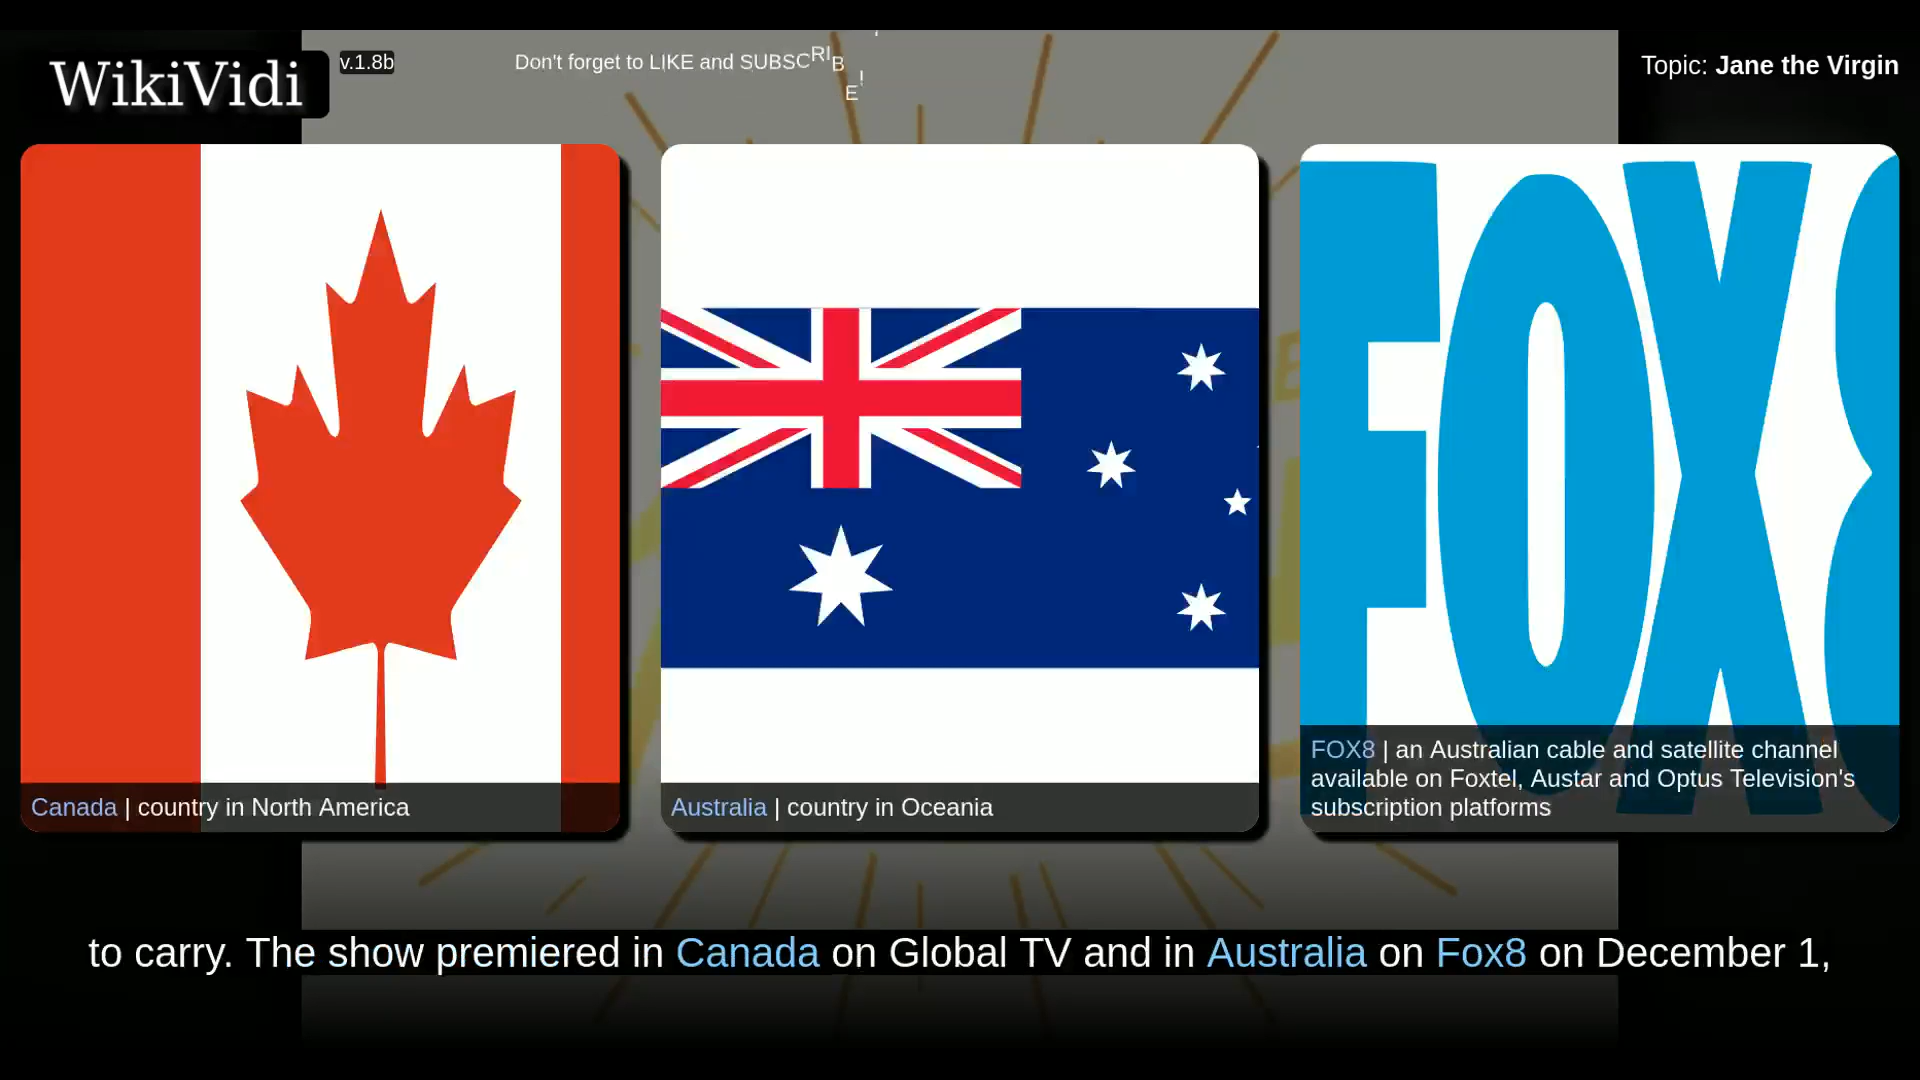 WikiVidi
v.1.8b
Don't forget to LIKE and SUBSCRIBE!
Topic: Jane the Virgin
FOX
Canada | country in North America
Australia | country in Oceania
FOX8 | an Australian cable and satellite channel
available on Foxtel, Austar and Optus Television's
subscription platforms
to carry. The show premiered in Canada on Global TV and in Australia on Fox8 on December 1,